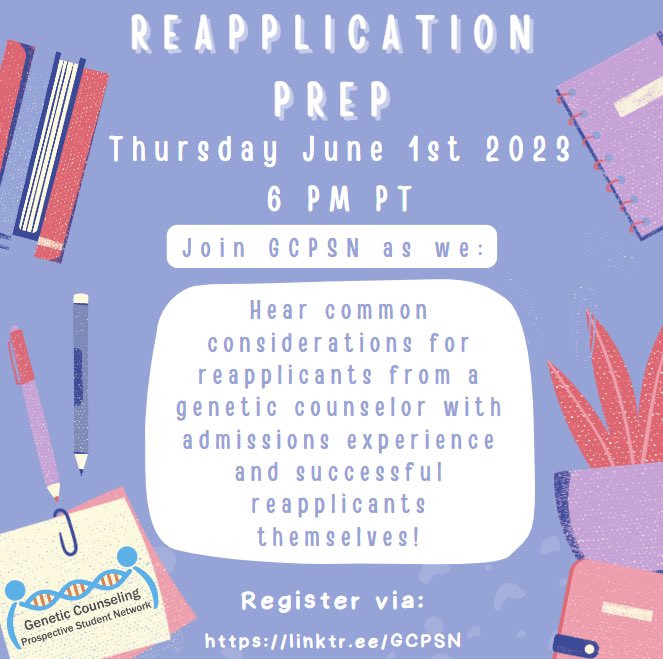 REAPPLICATION
PREP
Thursday June 1st 2023
6 PM PT
Join GCPSN as we:
Hear common
considerations for
reapplicants from a
genetic counselor with
admissions experience
and successful
reapplicants
themselves!
Genetic Counseling
Prospective Student Network
Register via:
https://linktr.ee/GCPSN